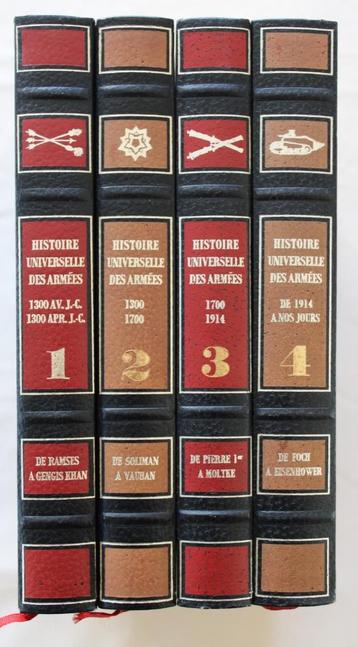 HISTOIRE
UNIVERSELLE
DES ARMÉES
1300 AV. J.-C.
1300 APR. J.-C.
1
DE RAMSES
A GENGIS KHAN
HISTOIRE
UNIVERSELLE
DES ARMÉES
1300
1700
2
DE SOLIMAN
A VAUBAN
HISTOIRE
UNIVERSELLE
DES ARMÉES
1700
1914
3
DE PIERRE 1er
A MOLTKE
HISTOIRE
UNIVERSELLE
DES ARMÉES
DE 1914
A NOS JOURS
4
DE FOCH
A EISENHOWER